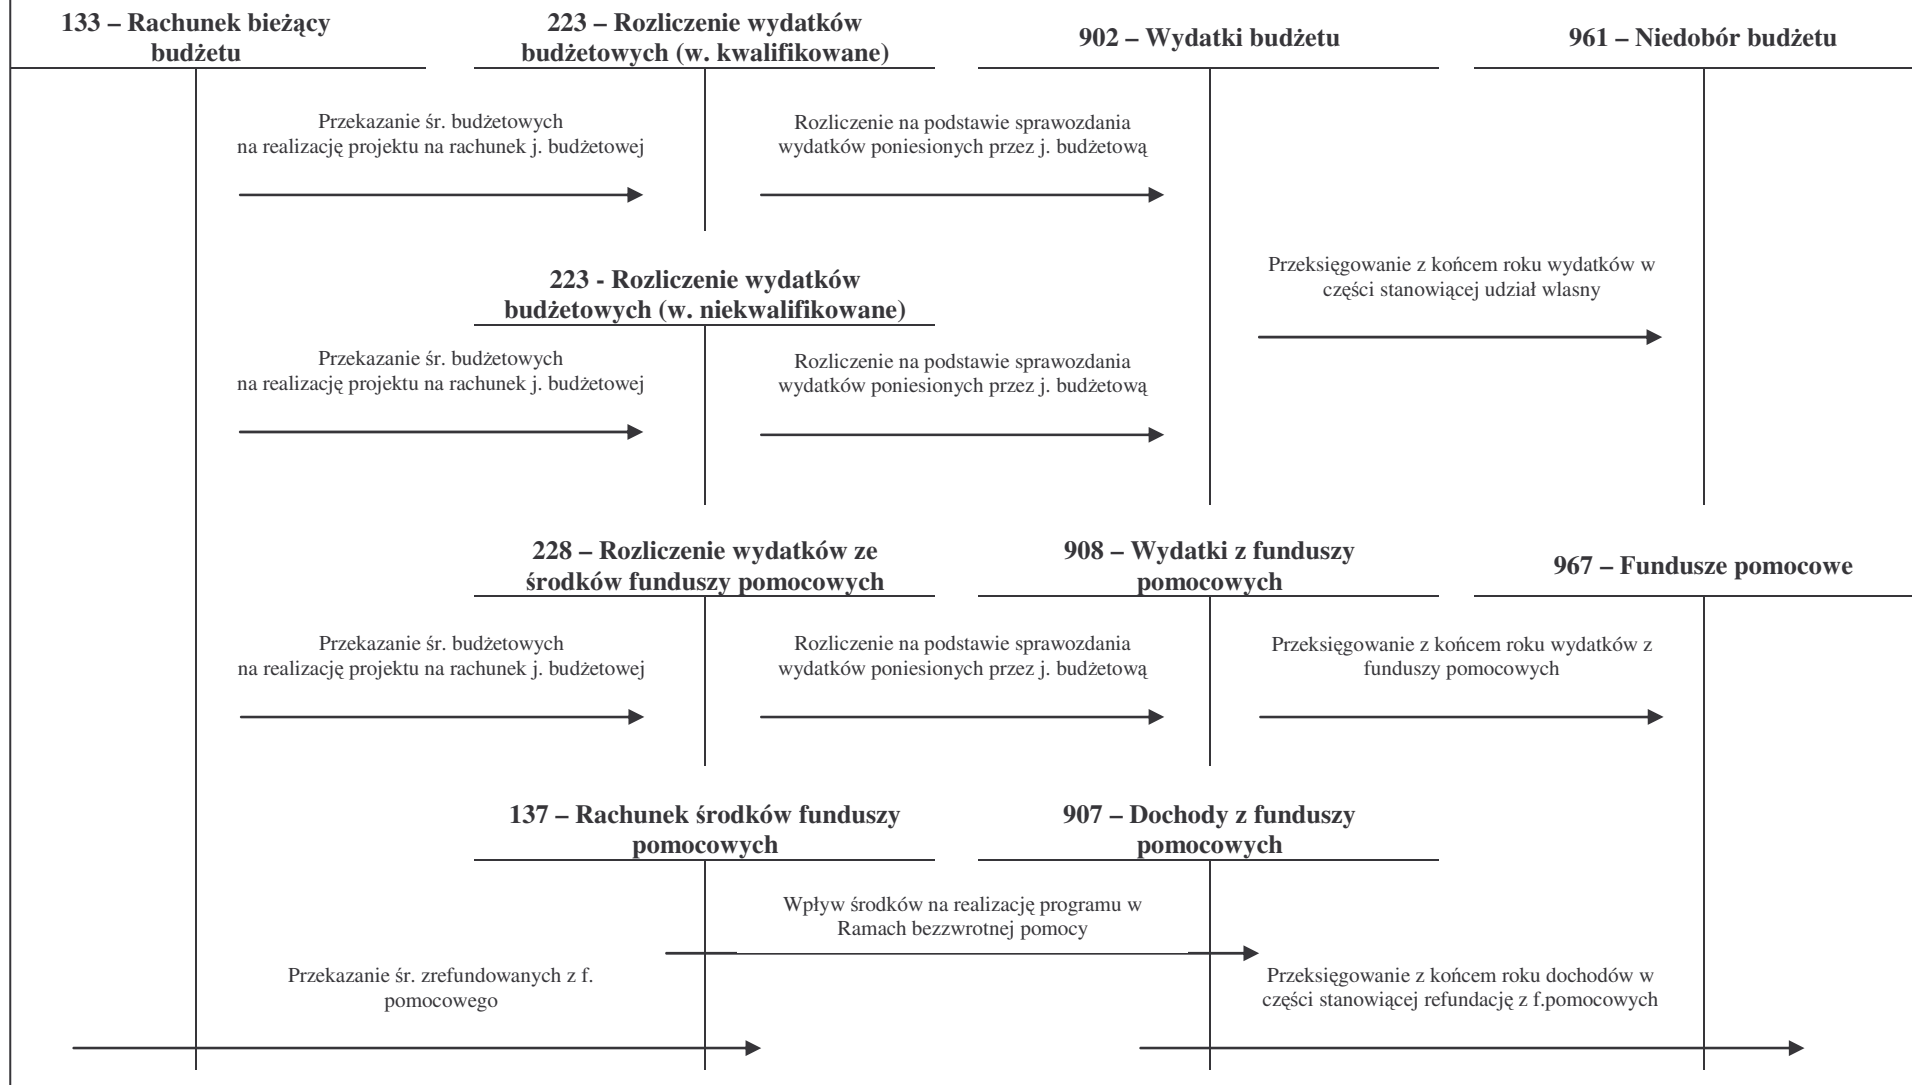 133 – Rachunek bieżący
budżetu
223 – Rozliczenie wydatków
budżetowych (w. kwalifikowane)
902 – Wydatki budżetu
961 – Niedobór budżetu
Przekazanie śr. budżetowych
na realizację projektu na rachunek j. budżetowej
Rozliczenie na podstawie sprawozdania
wydatków poniesionych przez j. budżetową
Przeksięgowanie z końcem roku wydatków w
części stanowiącej udział wlasny
223 - Rozliczenie wydatków
budżetowych (w. niekwalifikowane)
Przekazanie śr. budżetowych
na realizację projektu na rachunek j. budżetowej
Rozliczenie na podstawie sprawozdania
wydatków poniesionych przez j. budżetową
228 – Rozliczenie wydatków ze
środków funduszy pomocowych
908 – Wydatki z funduszy
pomocowych
967 – Fundusze pomocowe
Przekazanie śr. budżetowych
na realizację projektu na rachunek j. budżetowej
Rozliczenie na podstawie sprawozdania
wydatków poniesionych przez j. budżetową
Przeksięgowanie z końcem roku wydatków z
funduszy pomocowych
137 – Rachunek środków funduszy
pomocowych
907 – Dochody z funduszy
pomocowych
Wpływ środków na realizację programu w
Ramach bezzwrotnej pomocy
Przekazanie śr. zrefundowanych z f.
pomocowego
Przeksięgowanie z końcem roku dochodów w
części stanowiącej refundację z f.pomocowych